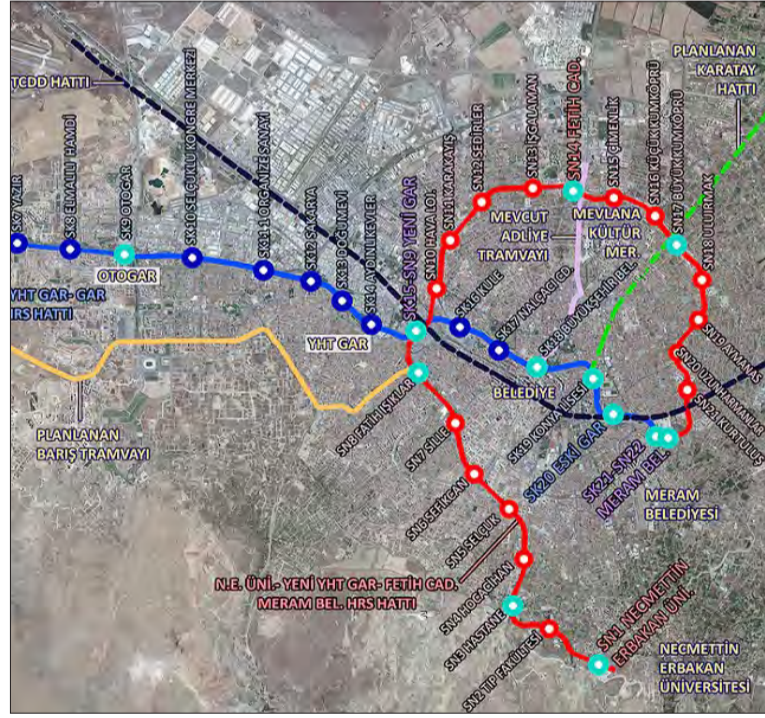 TCDD HATTI
PLANLANAN
KARATAY
HATTI
SK7 YAZIR
SK8 ELMALILI HAMDİ
SK9 OTOGAR
SK10 SELÇUKLU KONGRE MERKEZİ
SK11 1.ORGANİZE SANAYİ
SK12 SAKARYA
SK13 DOĞUMEVİ
SK14 AYDINLIKEVLER
SK15-SN9 YENİ GAR
SN10 HAVA LOJ.
SN11 KARAKAYIŞ
SN12 SEDİRLER
SN13 İŞGALAMAN
SN14 FETİH CAD.
SN15 ÇİMENLİK
SN16 KÜÇÜK KUMKÖPRÜ
SN17 BÜYÜK KUMKÖPRÜ
SN18 ULUIRMAK
SN19 AYMANAS
SN20 UZUN HARMANLAR
SN21 KURTULUŞ
MEVCUT
ADLİYE
TRAMVAYI
MEVLANA
KÜLTÜR
MER.
OTOGAR
YHT GAR- GAR
HRS HATTI
YHT GAR
SK16 KULE
SK17 NALÇACI CD.
SK18 BÜYÜKŞEHİR BEL.
BELEDİYE
SK19 KONYA LİSESİ
SK20 ESKİ GAR
SK21-SN22
MERAM BEL.
MERAM
BELEDİYESİ
PLANLANAN
BARIŞ TRAMVAYI
SN8 FATİH IŞIKLAR
SN7 SİLLE
SN6 SEFİKCAN
SN5 SELÇUK
SN4 HOCACİHAN
SN3 HASTANE
SN2 TIP FAKÜLTESİ
SN1 NECMETTİN
ERBAKAN ÜNİ.
N.E. ÜNİ.- YENİ YHT GAR- FETİH CAD.
MERAM BEL. HRS HATTI
NECMETTİN
ERBAKAN
ÜNİVERSİTESİ